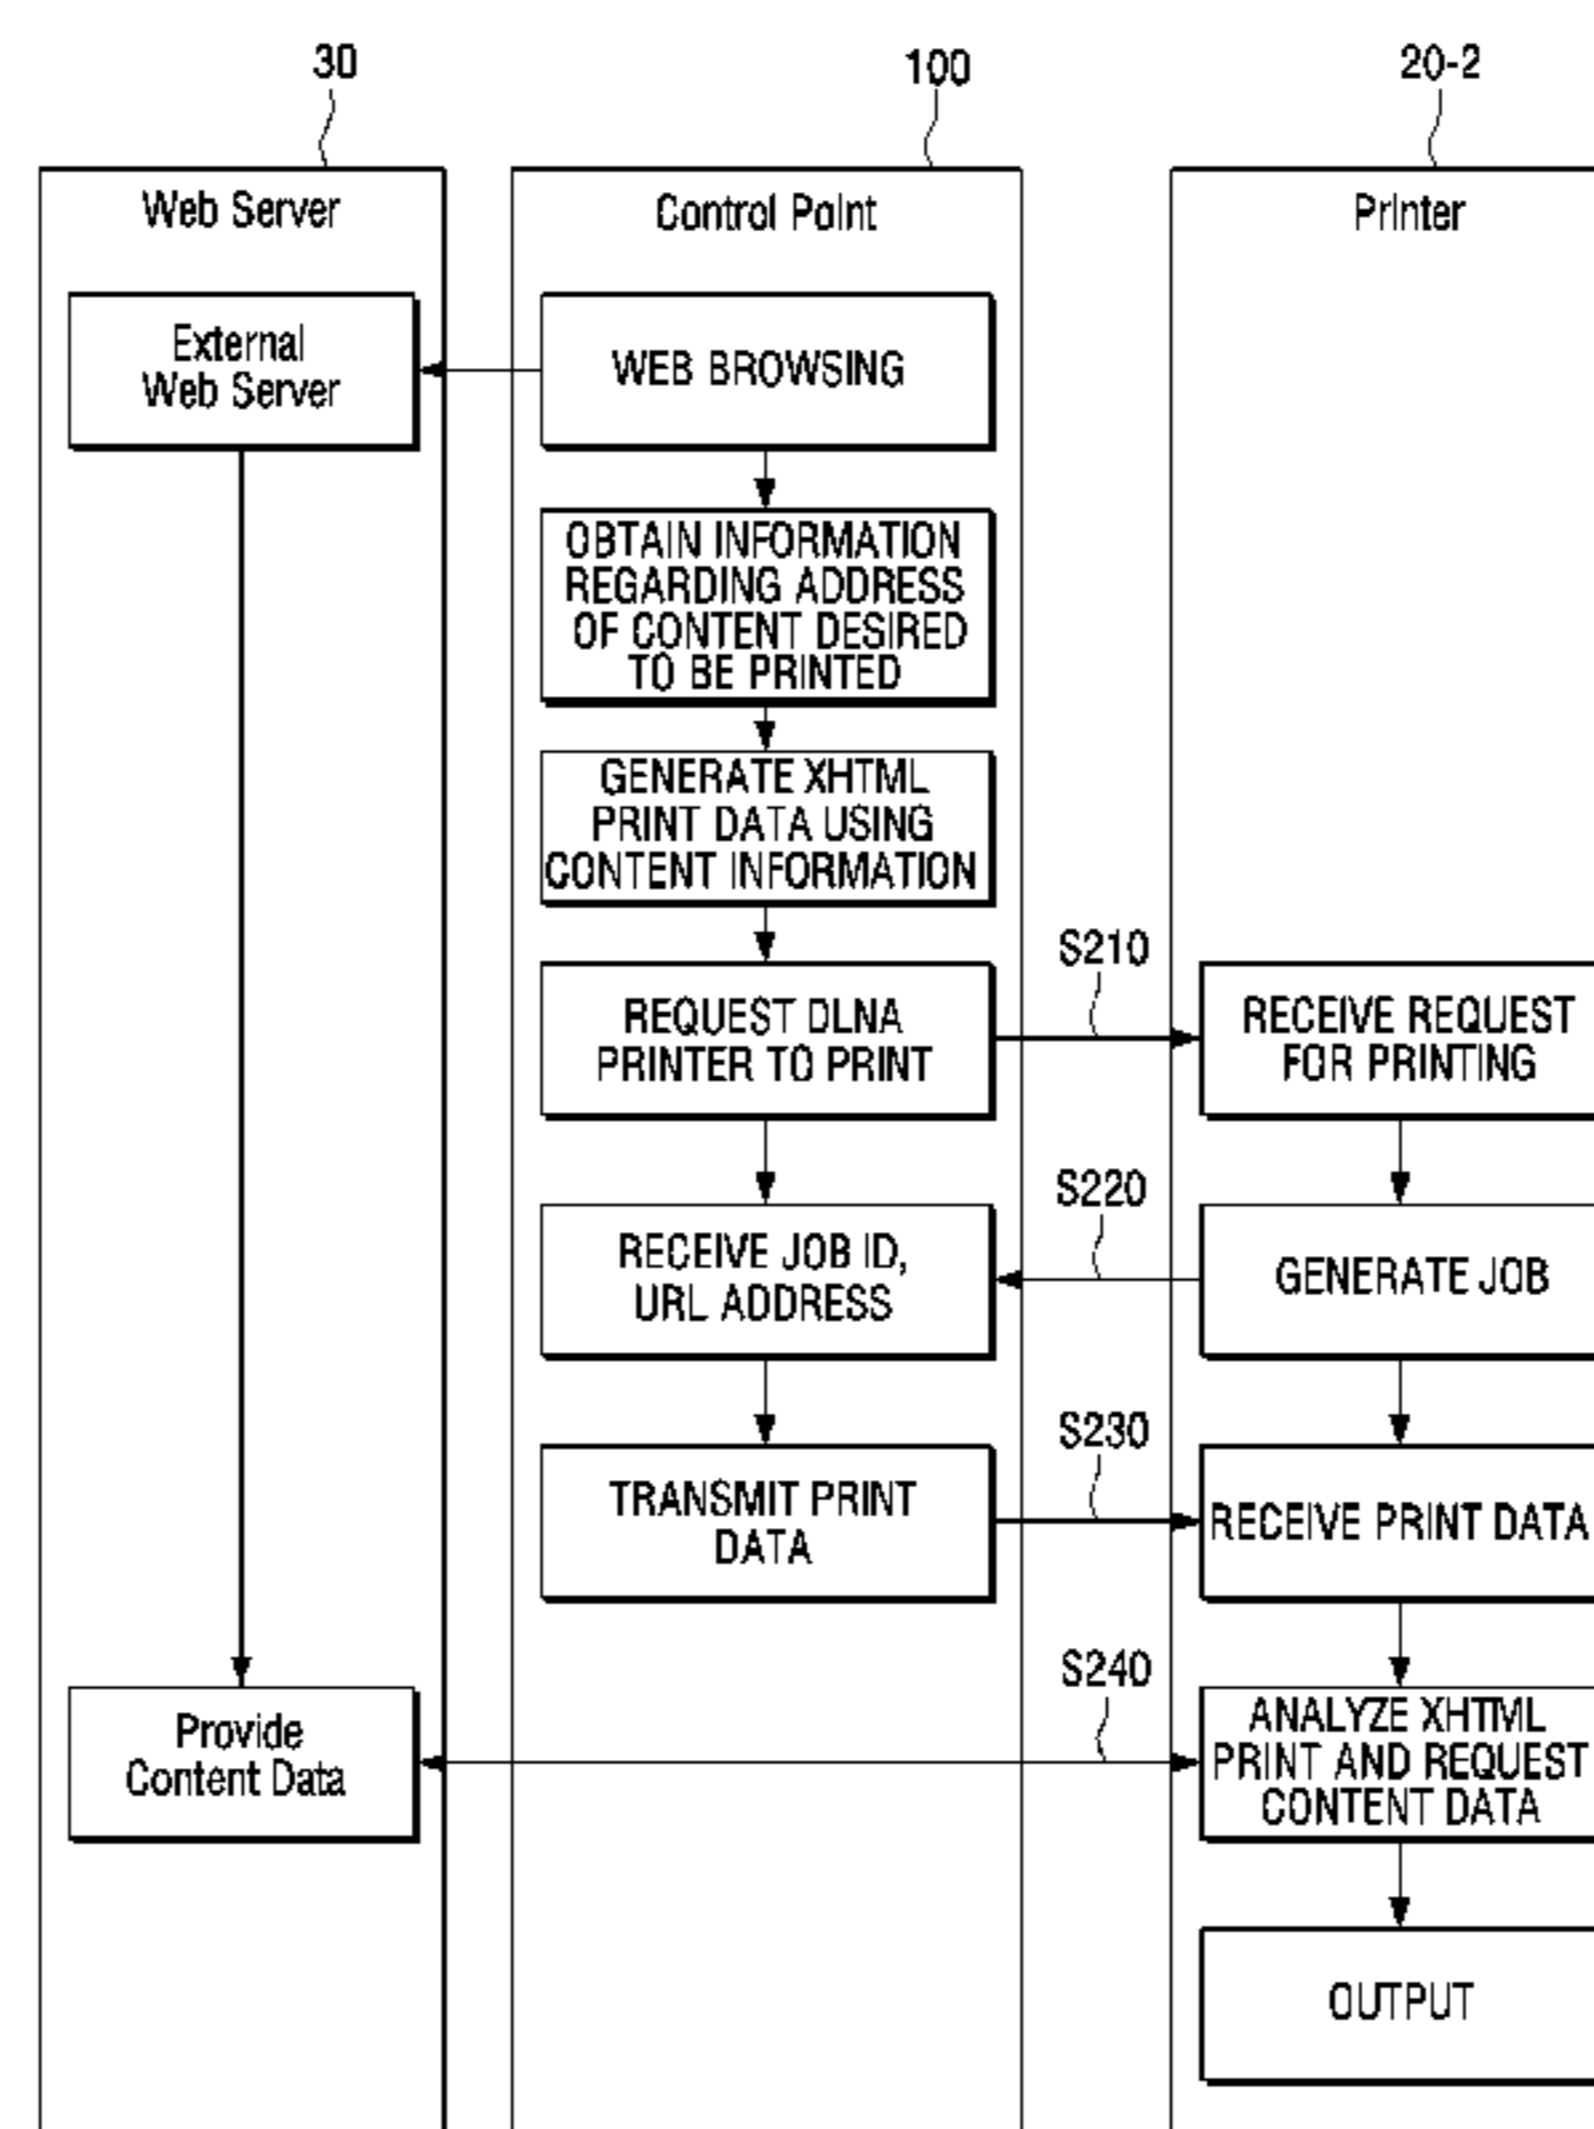 30
100
20-2
Web Server
Control Point
Printer
External
Web Server
WEB BROWSING
OBTAIN INFORMATION
REGARDING ADDRESS
OF CONTENT DESIRED
TO BE PRINTED
GENERATE XHTML
PRINT DATA USING
CONTENT INFORMATION
S210
REQUEST DLNA
PRINTER TO PRINT
RECEIVE REQUEST
FOR PRINTING
S220
RECEIVE JOB ID,
URL ADDRESS
GENERATE JOB
S230
TRANSMIT PRINT
DATA
RECEIVE PRINT DATA
S240
Provide
Content Data
ANALYZE XHTML
PRINT AND REQUEST
CONTENT DATA
OUTPUT